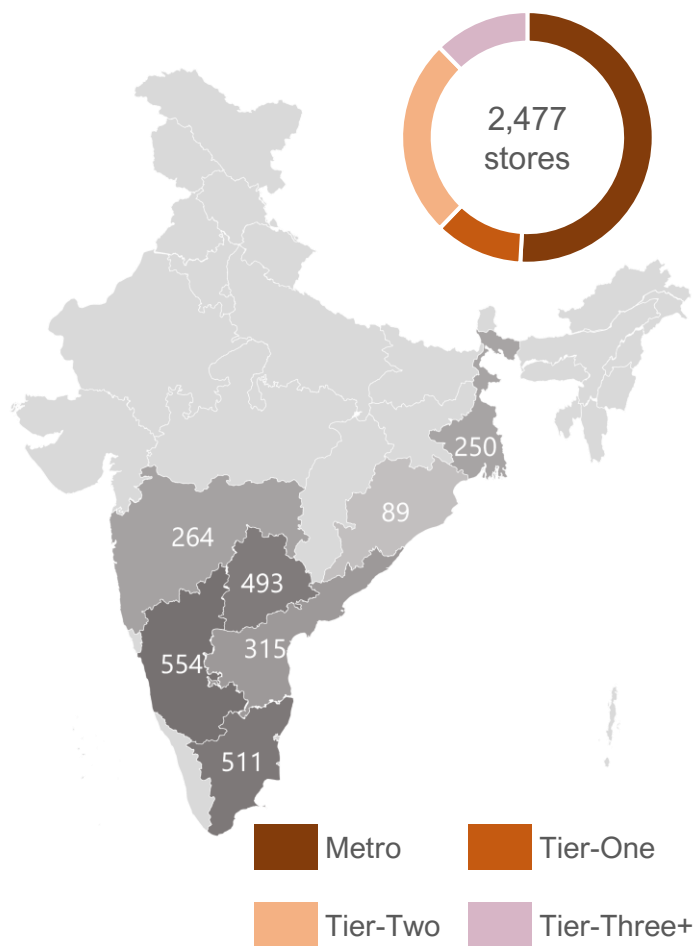 2,477
stores
250
89
264
493
315
554
511
Metro
Tier-One
Tier-Two
Tier-Three+